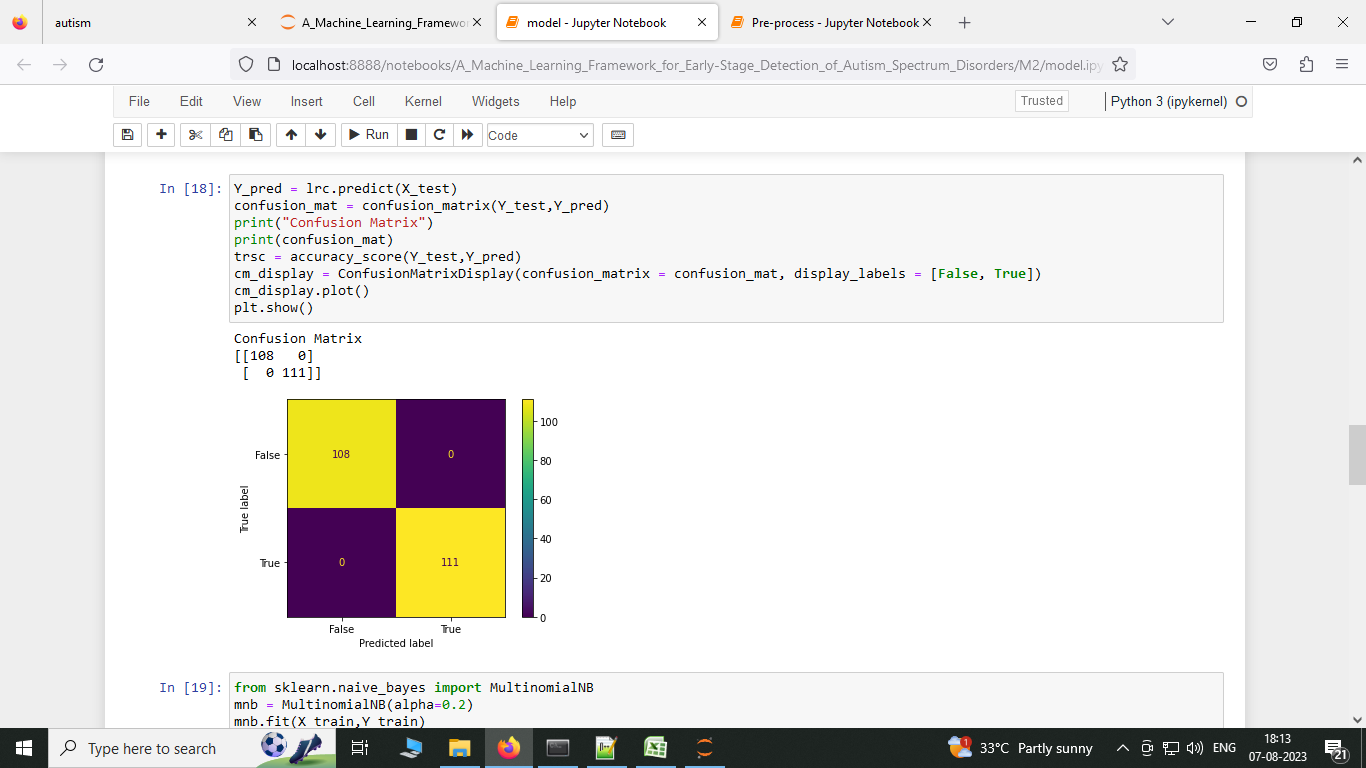 autism
A_Machine_Learning_Framewor
model - Jupyter Notebook
Pre-process - Jupyter Notebook
localhost:8888/notebooks/A_Machine_Learning_Framework_for_Early-Stage_Detection_of_Autism_Spectrum_Disorders/M2/model.ipy
File Edit View Insert Cell Kernel Widgets Help
Trusted
Python 3 (ipykernel)
Run
Code
In [18]:
Y_pred = lrc.predict(X_test)
confusion_mat = confusion_matrix(Y_test,Y_pred)
print("Confusion Matrix")
print(confusion_mat)
trsc = accuracy_score(Y_test,Y_pred)
cm_display = ConfusionMatrixDisplay(confusion_matrix = confusion_mat, display_labels = [False, True])
cm_display.plot()
plt.show()
Confusion Matrix
[[108   0]
 [  0 111]]
100
False
108
0
80
60
True label
40
True
0
111
20
0
False
True
Predicted label
In [19]:
from sklearn.naive_bayes import MultinomialNB
mnb = MultinomialNB(alpha=0.2)
mnb.fit(X_train,Y_train)
Type here to search
33°C Partly sunny
ENG
18:13
07-08-2023
21